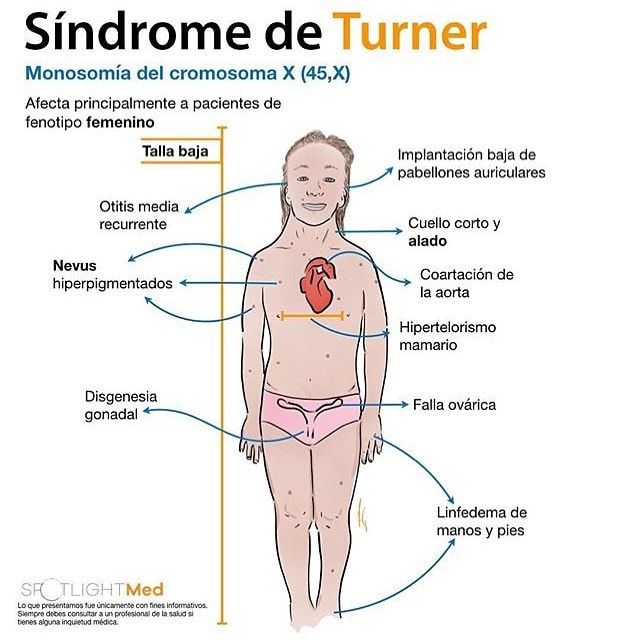 Síndrome de Turner
Monosomía del cromosoma X (45,X)
Afecta principalmente a pacientes de
fenotipo femenino
Talla baja
Implantación baja de
pabellones auriculares
Otitis media
recurrente
Cuello corto y
alado
Nevus
hiperpigmentados
Coartación de
la aorta
Hipertelorismo
mamario
Disgenesia
gonadal
Falla ovárica
Linfedema de
manos y pies
SPOTLIGHTMed
Lo que presentamos fue únicamente con fines informativos.
Siempre debes consultar a un profesional de la salud si
tienes alguna inquietud médica.